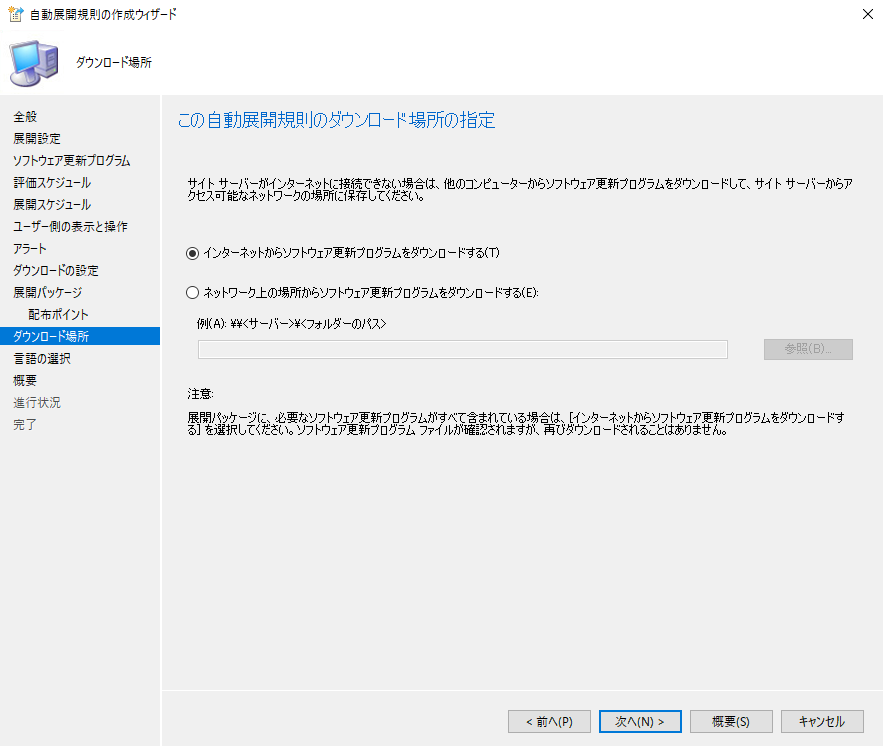 自動展開規則の作成ウィザード
ダウンロード場所
全般
展開設定
ソフトウェア更新プログラム
評価スケジュール
展開スケジュール
ユーザー側の表示と操作
アラート
ダウンロードの設定
展開パッケージ
配布ポイント
ダウンロード場所
言語の選択
概要
進行状況
完了
この自動展開規則のダウンロード場所の指定
サイト サーバーがインターネットに接続できない場合は、他のコンピューターからソフトウェア更新プログラムをダウンロードして、サイト サーバーからア
クセス可能なネットワークの場所に保存してください。
インターネットからソフトウェア更新プログラムをダウンロードする(T)
ネットワーク上の場所からソフトウェア更新プログラムをダウンロードする(E):
例(A): ¥¥<サーバー>¥<フォルダーのパス>
参照(B)...
注意:
展開パッケージに、必要なソフトウェア更新プログラムがすべて含まれている場合は、[インターネットからソフトウェア更新プログラムをダウンロードす
る] を選択してください。ソフトウェア更新プログラム ファイルが確認されますが、再びダウンロードされることはありません。
< 前へ(P)
次へ(N) >
概要(S)
キャンセル